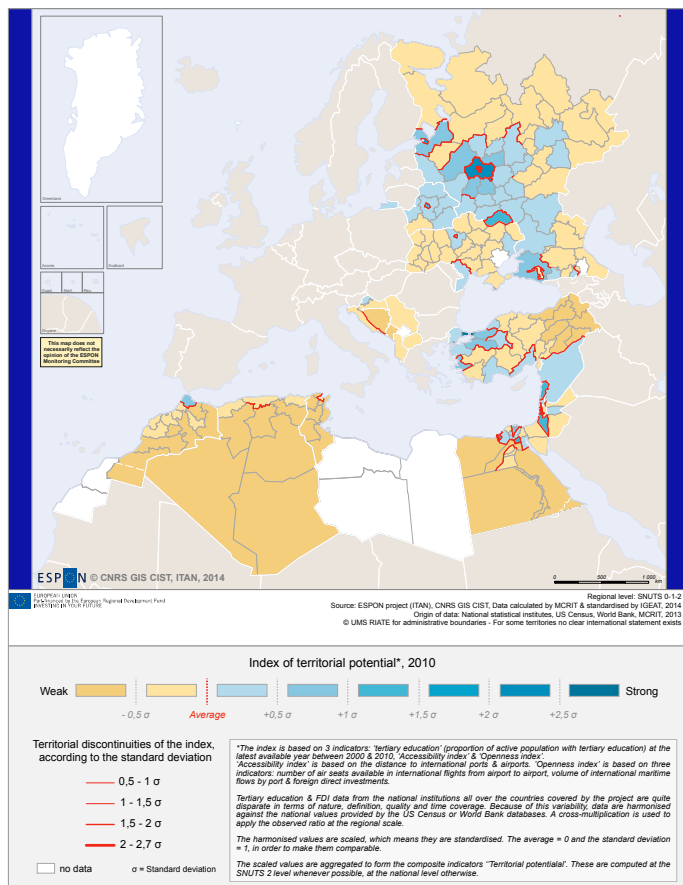 Greenland
Azores
Svalbard
Guad.
Mart.
Réu.
Guyane
This map does not
necessarily reflect the
opinion of the ESPON
Monitoring Committee
ESPON © CNRS GIS CIST, ITAN, 2014
0 500 1 000
km
EUROPEAN UNION
Part-financed by the European Regional Development Fund
INVESTING IN YOUR FUTURE
Regional level: SNUTS 0-1-2
Source: ESPON project (ITAN), CNRS GIS CIST, Data calculated by MCRIT & standardised by IGEAT, 2014
Origin of data: National statistical institutes, US Census, World Bank, MCRIT, 2013
© UMS RIATE for administrative boundaries - For some territories no clear international statement exists
Index of territorial potential*, 2010
Weak Strong
- 0,5 σ Average +0,5 σ +1 σ +1,5 σ +2 σ +2,5 σ
Territorial discontinuities of the index,
according to the standard deviation
0,5 - 1 σ
1 - 1,5 σ
1,5 - 2 σ
2 - 2,7 σ
no data σ = Standard deviation
*The index is based on 3 indicators: 'tertiary education' (proportion of active population with tertiary education) at the
latest available year between 2000 & 2010, 'Accessibility index' & 'Openness index'.
'Accessibility index' is based on the distance to international ports & airports. 'Openness index' is based on three
indicators: number of air seats available in international flights from airport to airport, volume of international maritime
flows by port & foreign direct investments.
Tertiary education & FDI data from the national institutions all over the countries covered by the project are quite
disparate in terms of nature, definition, quality and time coverage. Because of this variability, data are harmonised
against the national values provided by the US Census or World Bank databases. A cross-multiplication is used to
apply the observed ratio at the regional scale.
The harmonised values are scaled, which means they are standardised. The average = 0 and the standard deviation
= 1, in order to make them comparable.
The scaled values are aggregated to form the composite indicators ''Territorial potentialal'. These are computed at the
SNUTS 2 level whenever possible, at the national level otherwise.